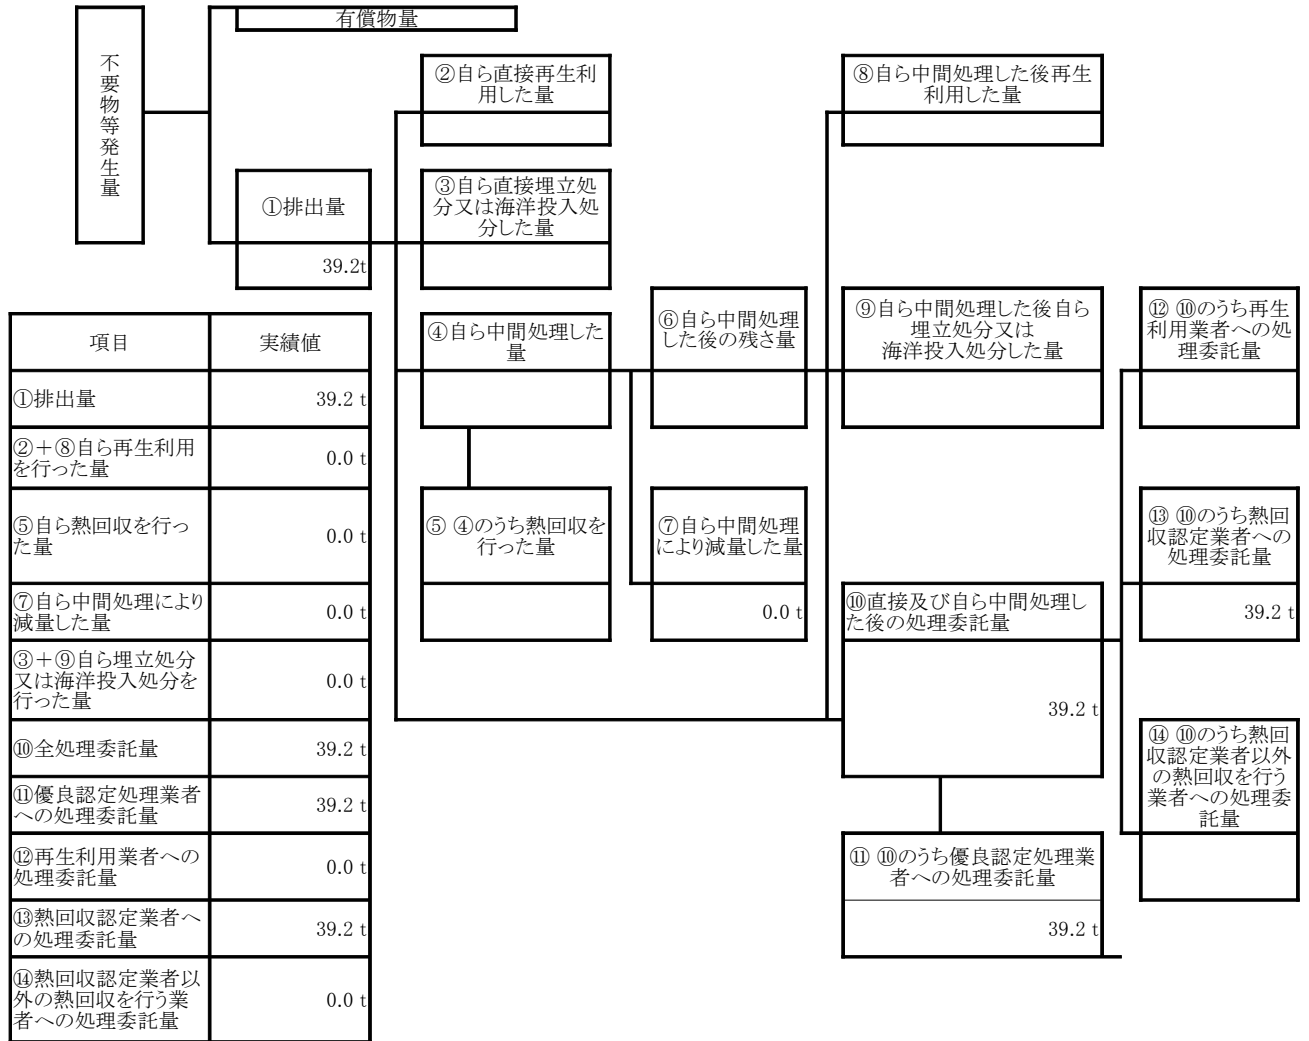 有償物量
不要物等発生量
②自ら直接再生利
用した量
⑧自ら中間処理した後再生
利用した量
①排出量
39.2t
③自ら直接埋立処
分又は海洋投入処
分した量
④自ら中間処理した
量
⑥自ら中間処理
した後の残さ量
⑨自ら中間処理した後自ら
埋立処分又は
海洋投入処分した量
⑫ ⑩のうち再生
利用業者への処
理委託量
⑤ ④のうち熱回収を
行った量
⑦自ら中間処理
により減量した量
0.0 t
⑬ ⑩のうち熱回
収認定業者への
処理委託量
39.2 t
⑩直接及び自ら中間処理し
た後の処理委託量
39.2 t
⑭ ⑩のうち熱回
収認定業者以外
の熱回収を行う
業者への処理委
託量
⑪ ⑩のうち優良認定処理業
者への処理委託量
39.2 t
項目 実績値
①排出量 39.2 t
②＋⑧自ら再生利用
を行った量 0.0 t
⑤自ら熱回収を行っ
た量 0.0 t
⑦自ら中間処理により
減量した量 0.0 t
③＋⑨自ら埋立処分
又は海洋投入処分を
行った量 0.0 t
⑩全処理委託量 39.2 t
⑪優良認定処理業者
への処理委託量 39.2 t
⑫再生利用業者への
処理委託量 0.0 t
⑬熱回収認定業者へ
の処理委託量 39.2 t
⑭熱回収認定業者以
外の熱回収を行う業
者への処理委託量 0.0 t